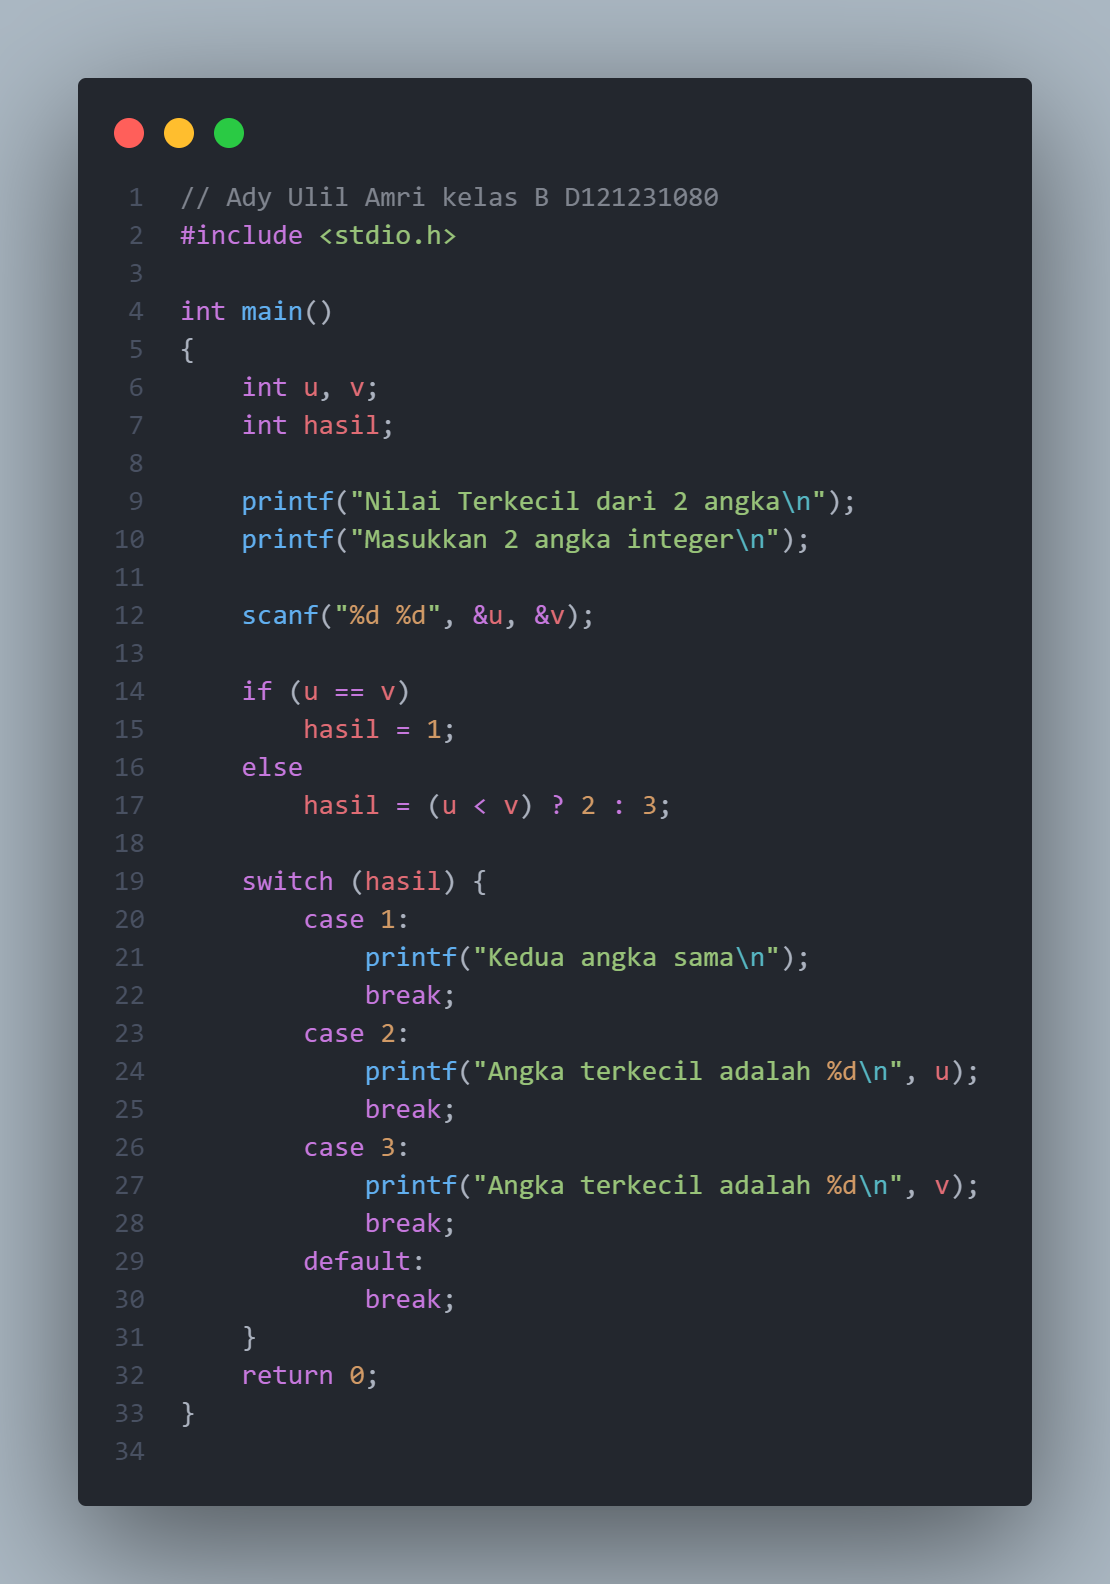 1 // Ady Ulil Amri kelas B D121231080
2 #include <stdio.h>
3
4 int main()
5 {
6     int u, v;
7     int hasil;
8
9     printf("Nilai Terkecil dari 2 angka\n");
10     printf("Masukkan 2 angka integer\n");
11
12     scanf("%d %d", &u, &v);
13
14     if (u == v)
15         hasil = 1;
16     else
17         hasil = (u < v) ? 2 : 3;
18
19     switch (hasil) {
20         case 1:
21             printf("Kedua angka sama\n");
22             break;
23         case 2:
24             printf("Angka terkecil adalah %d\n", u);
25             break;
26         case 3:
27             printf("Angka terkecil adalah %d\n", v);
28             break;
29         default:
30             break;
31     }
32     return 0;
33 }
34